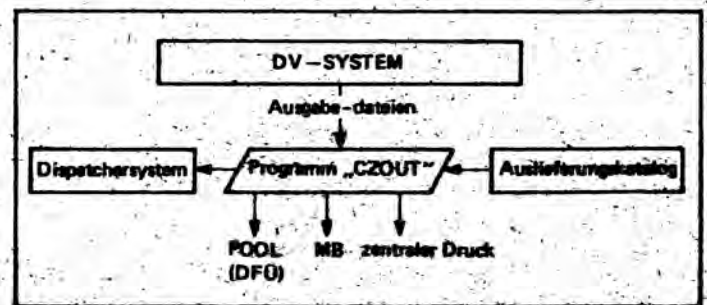 DV-SYSTEM
Ausgabe-dateien
Dispatchersystem
Programm „CZOUT“
Auslieferungskatalog
POOL MB zentraler Druck
(DFÜ)